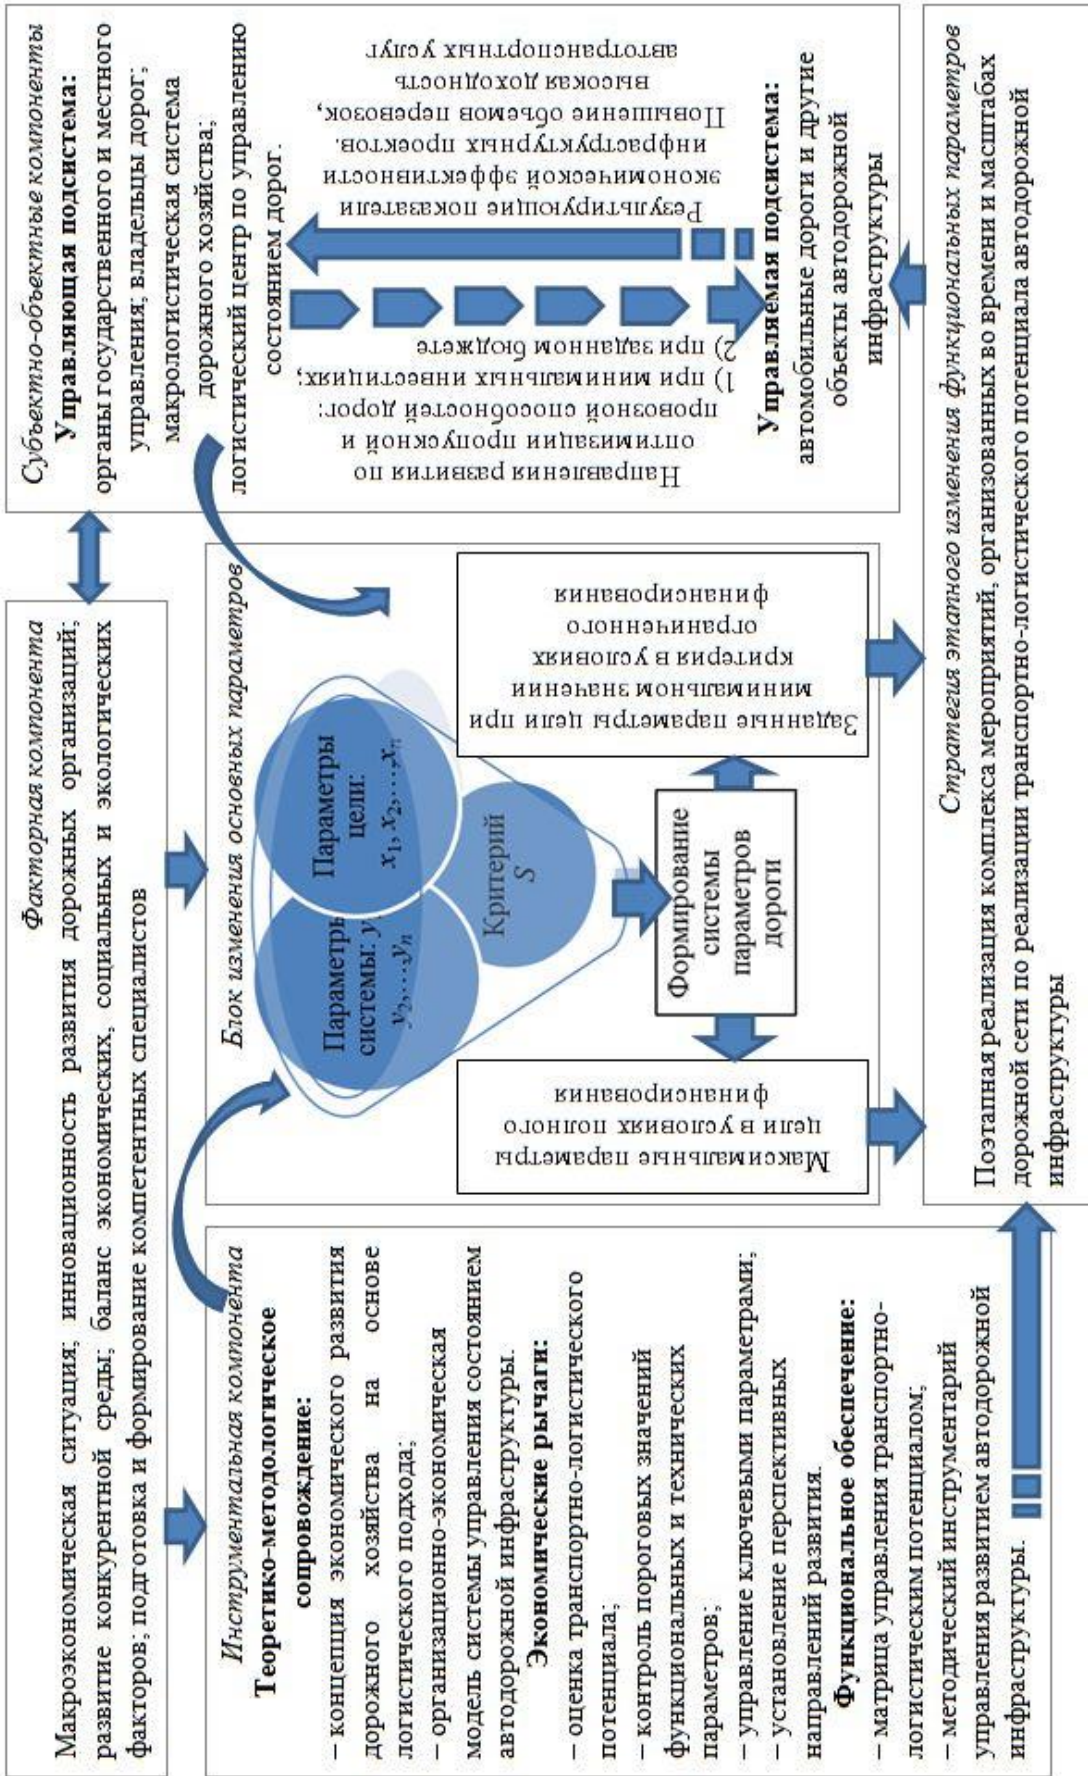 Факторная компонента
Макроэкономическая ситуация; инновационность развития дорожных организаций;
развитие конкурентной среды; баланс экономических, социальных и экологических
факторов; подготовка и формирование компетентных специалистов
Инструментальная компонента
Теоретико-методологическое
сопровождение:
– концепция экономического развития
дорожного хозяйства на основе
логистического подхода;
– организационно-экономическая
модель системы управления состоянием
автодорожной инфраструктуры.
Экономические рычаги:
– оценка транспортно-логистического
потенциала;
– контроль пороговых значений
функциональных и технических
параметров;
– управление ключевыми параметрами;
– установление перспективных
направлений развития.
Функциональное обеспечение:
– матрица управления транспортно-
логистическим потенциалом;
– методический инструментарий
управления развитием автодорожной
инфраструктуры.
Блок изменения основных параметров
Параметры
системы: y
y2,…yn
Параметры
цели:
x1, x2,…,xn
Критерий
S
Формирование
системы
параметров
дороги
Максимальные параметры
цели в условиях полного
финансирования
Заданные параметры цели при
минимальном значении
критерия в условиях
ограниченного
финансирования
Субъектно-объектные компоненты
Управляющая подсистема:
органы государственного и местного
управления; владельцы дорог;
макрологистическая система
дорожного хозяйства;
логистический центр по управлению
состоянием дорог.
Направления развития по
оптимизации пропускной и
провозной способностей дорог:
1) при минимальных инвестициях;
2) при заданном бюджете
Результирующие показатели
экономической эффективности
инфраструктурных проектов.
Повышение объемов перевозок,
высокая доходность
автотранспортных услуг
Управляемая подсистема:
автомобильные дороги и другие
объекты автодорожной
инфраструктуры
Стратегия этапного изменения функциональных параметров
Поэтапная реализация комплекса мероприятий, организованных во времени и масштабах
дорожной сети по реализации транспортно-логистического потенциала автодорожной
инфраструктуры